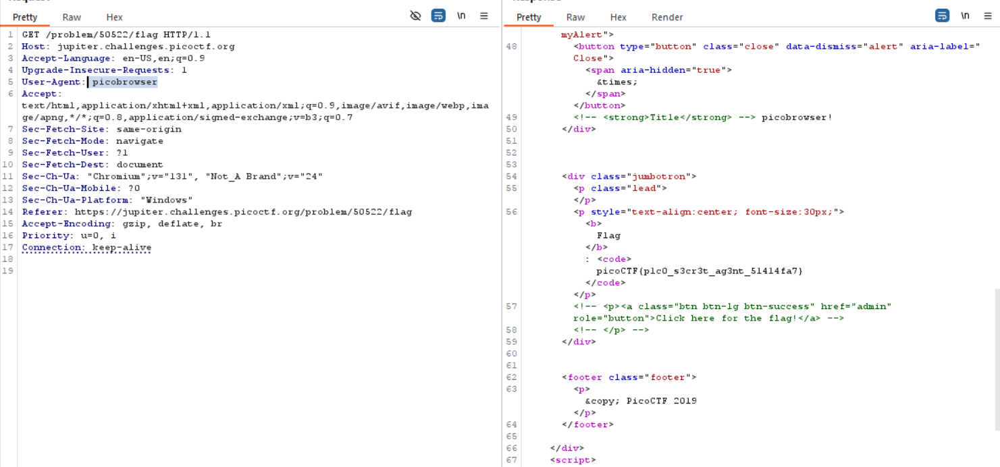 Pretty Raw Hex \n
1 GET /problem/50522/flag HTTP/1.1
2 Host: jupiter.challenges.picoctf.org
3 Accept-Language: en-US,en;q=0.9
4 Upgrade-Insecure-Requests: 1
5 User-Agent: picobrowser
6 Accept:
text/html,application/xhtml+xml,application/xml;q=0.9,image/avif,image/webp,ima
ge/apng,*/*;q=0.8,application/signed-exchange;v=b3;q=0.7
7 Sec-Fetch-Site: same-origin
8 Sec-Fetch-Mode: navigate
9 Sec-Fetch-User: ?1
10 Sec-Fetch-Dest: document
11 Sec-Ch-Ua: "Chromium";v="131", "Not_A Brand";v="24"
12 Sec-Ch-Ua-Mobile: ?0
13 Sec-Ch-Ua-Platform: "Windows"
14 Referer: https://jupiter.challenges.picoctf.org/problem/50522/flag
15 Accept-Encoding: gzip, deflate, br
16 Priority: u=0, i
17 Connection: keep-alive
18
19
Pretty Raw Hex Render \n
myAlert">
48 <button type="button" class="close" data-dismiss="alert" aria-label="
Close">
<span aria-hidden="true">
&times;
</span>
</button>
49 <!-- <strong>Title</strong> --> picobrowser!
50 </div>
51
52
53
54 <div class="jumbotron">
55 <p class="lead">
</p>
56 <p style="text-align:center; font-size:30px;">
<b>
Flag
</b>
: <code>
picoCTF{p1c0_s3cr3t_ag3nt_51414fa7}
</code>
</p>
57 <!-- <p><a class="btn btn-lg btn-success" href="admin"
role="button">Click here for the flag!</a> -->
58 <!-- </p> -->
59 </div>
60
61
62 <footer class="footer">
63 <p>
&copy; PicoCTF 2019
</p>
64 </footer>
65
66 </div>
67 <script>